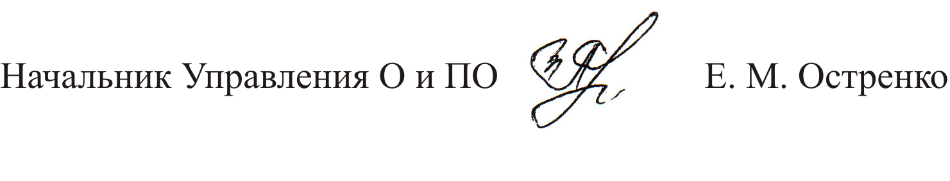 Начальник Управления О и ПО Е. М. Остренко